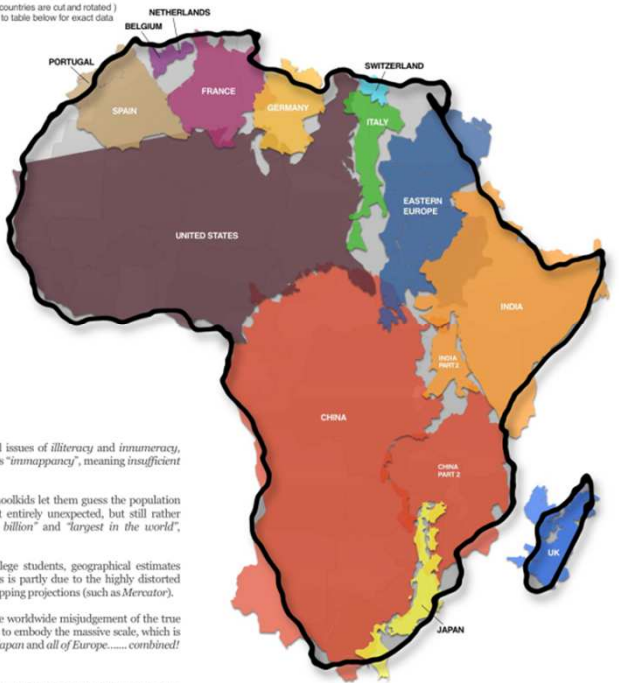 countries are cut and rotated )
to table below for exact data
NETHERLANDS
BELGIUM
PORTUGAL
SWITZERLAND
SPAIN
FRANCE
GERMANY
ITALY
EASTERN
EUROPE
UNITED STATES
INDIA
INDIA
PART 2
CHINA
CHINA
PART 2
UK
JAPAN
l issues of illiteracy and innumeracy,
s "immappancy", meaning insufficient
oolkids let them guess the population
t entirely unexpected, but still rather
billion" and "largest in the world",
lege students, geographical estimates
s is partly due to the highly distorted
pping projections (such as Mercator).
e worldwide misjudgement of the true
to embody the massive scale, which is
apan and all of Europe....... combined!